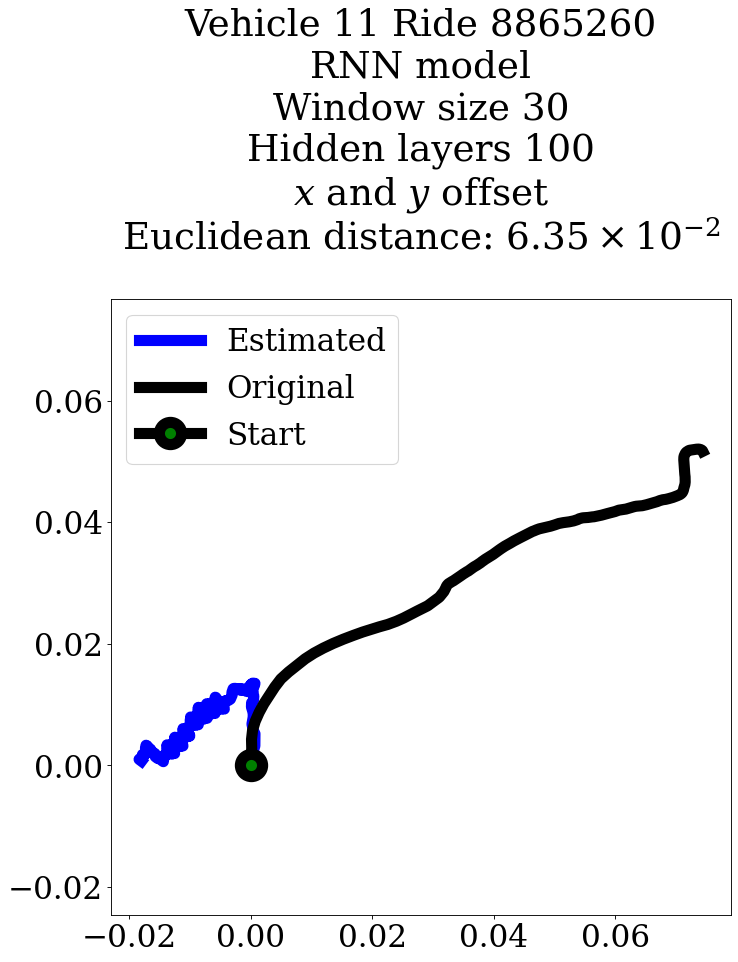 Vehicle 11 Ride 8865260
RNN model
Window size 30
Hidden layers 100
x and y offset
Euclidean distance: 6.35 × 10⁻²
Estimated
Original
Start
0.06
0.04
0.02
0.00
−0.02
−0.02 0.00 0.02 0.04 0.06